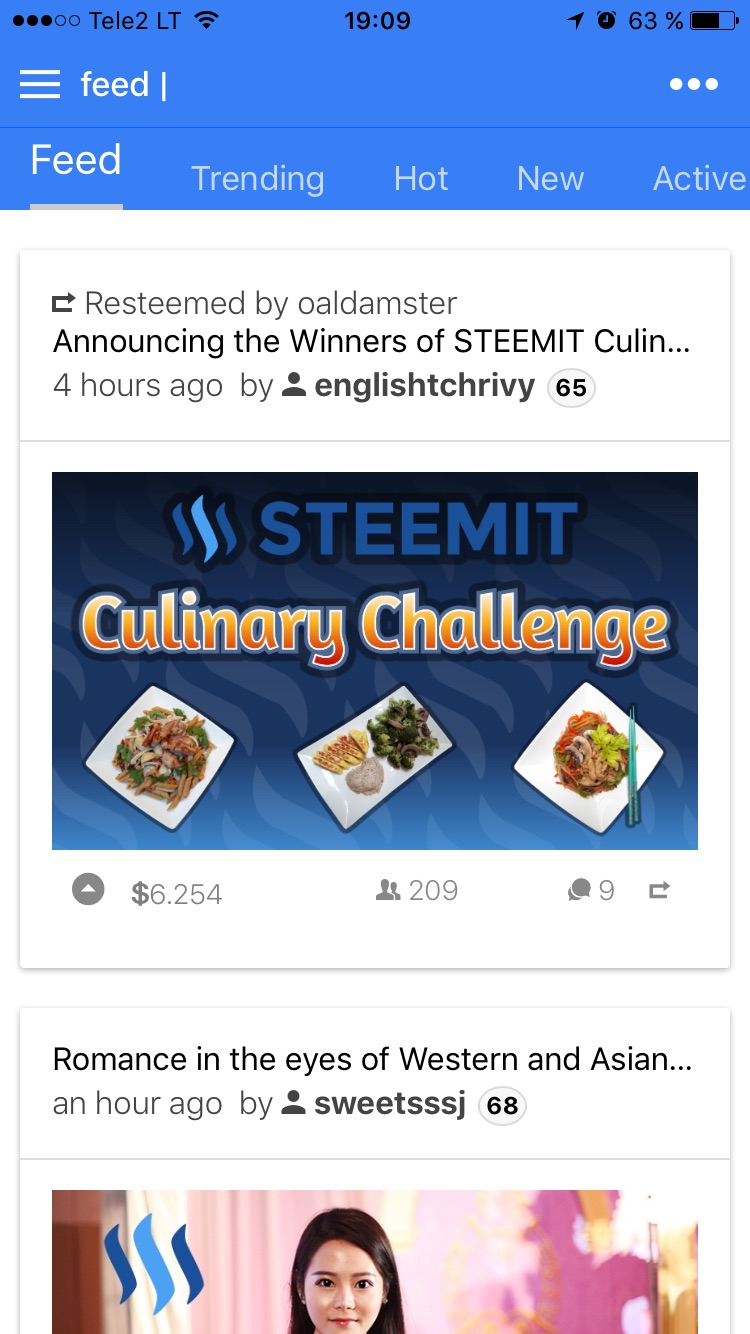 Tele2 LT 19:09 63 %
feed |
Feed Trending Hot New Active
Resteemed by oaldamster
Announcing the Winners of STEEMIT Culin...
4 hours ago by englishtchrivy 65
STEEMIT
Culinary Challenge
$6.254 209 9
Romance in the eyes of Western and Asian...
an hour ago by sweetsssj 68